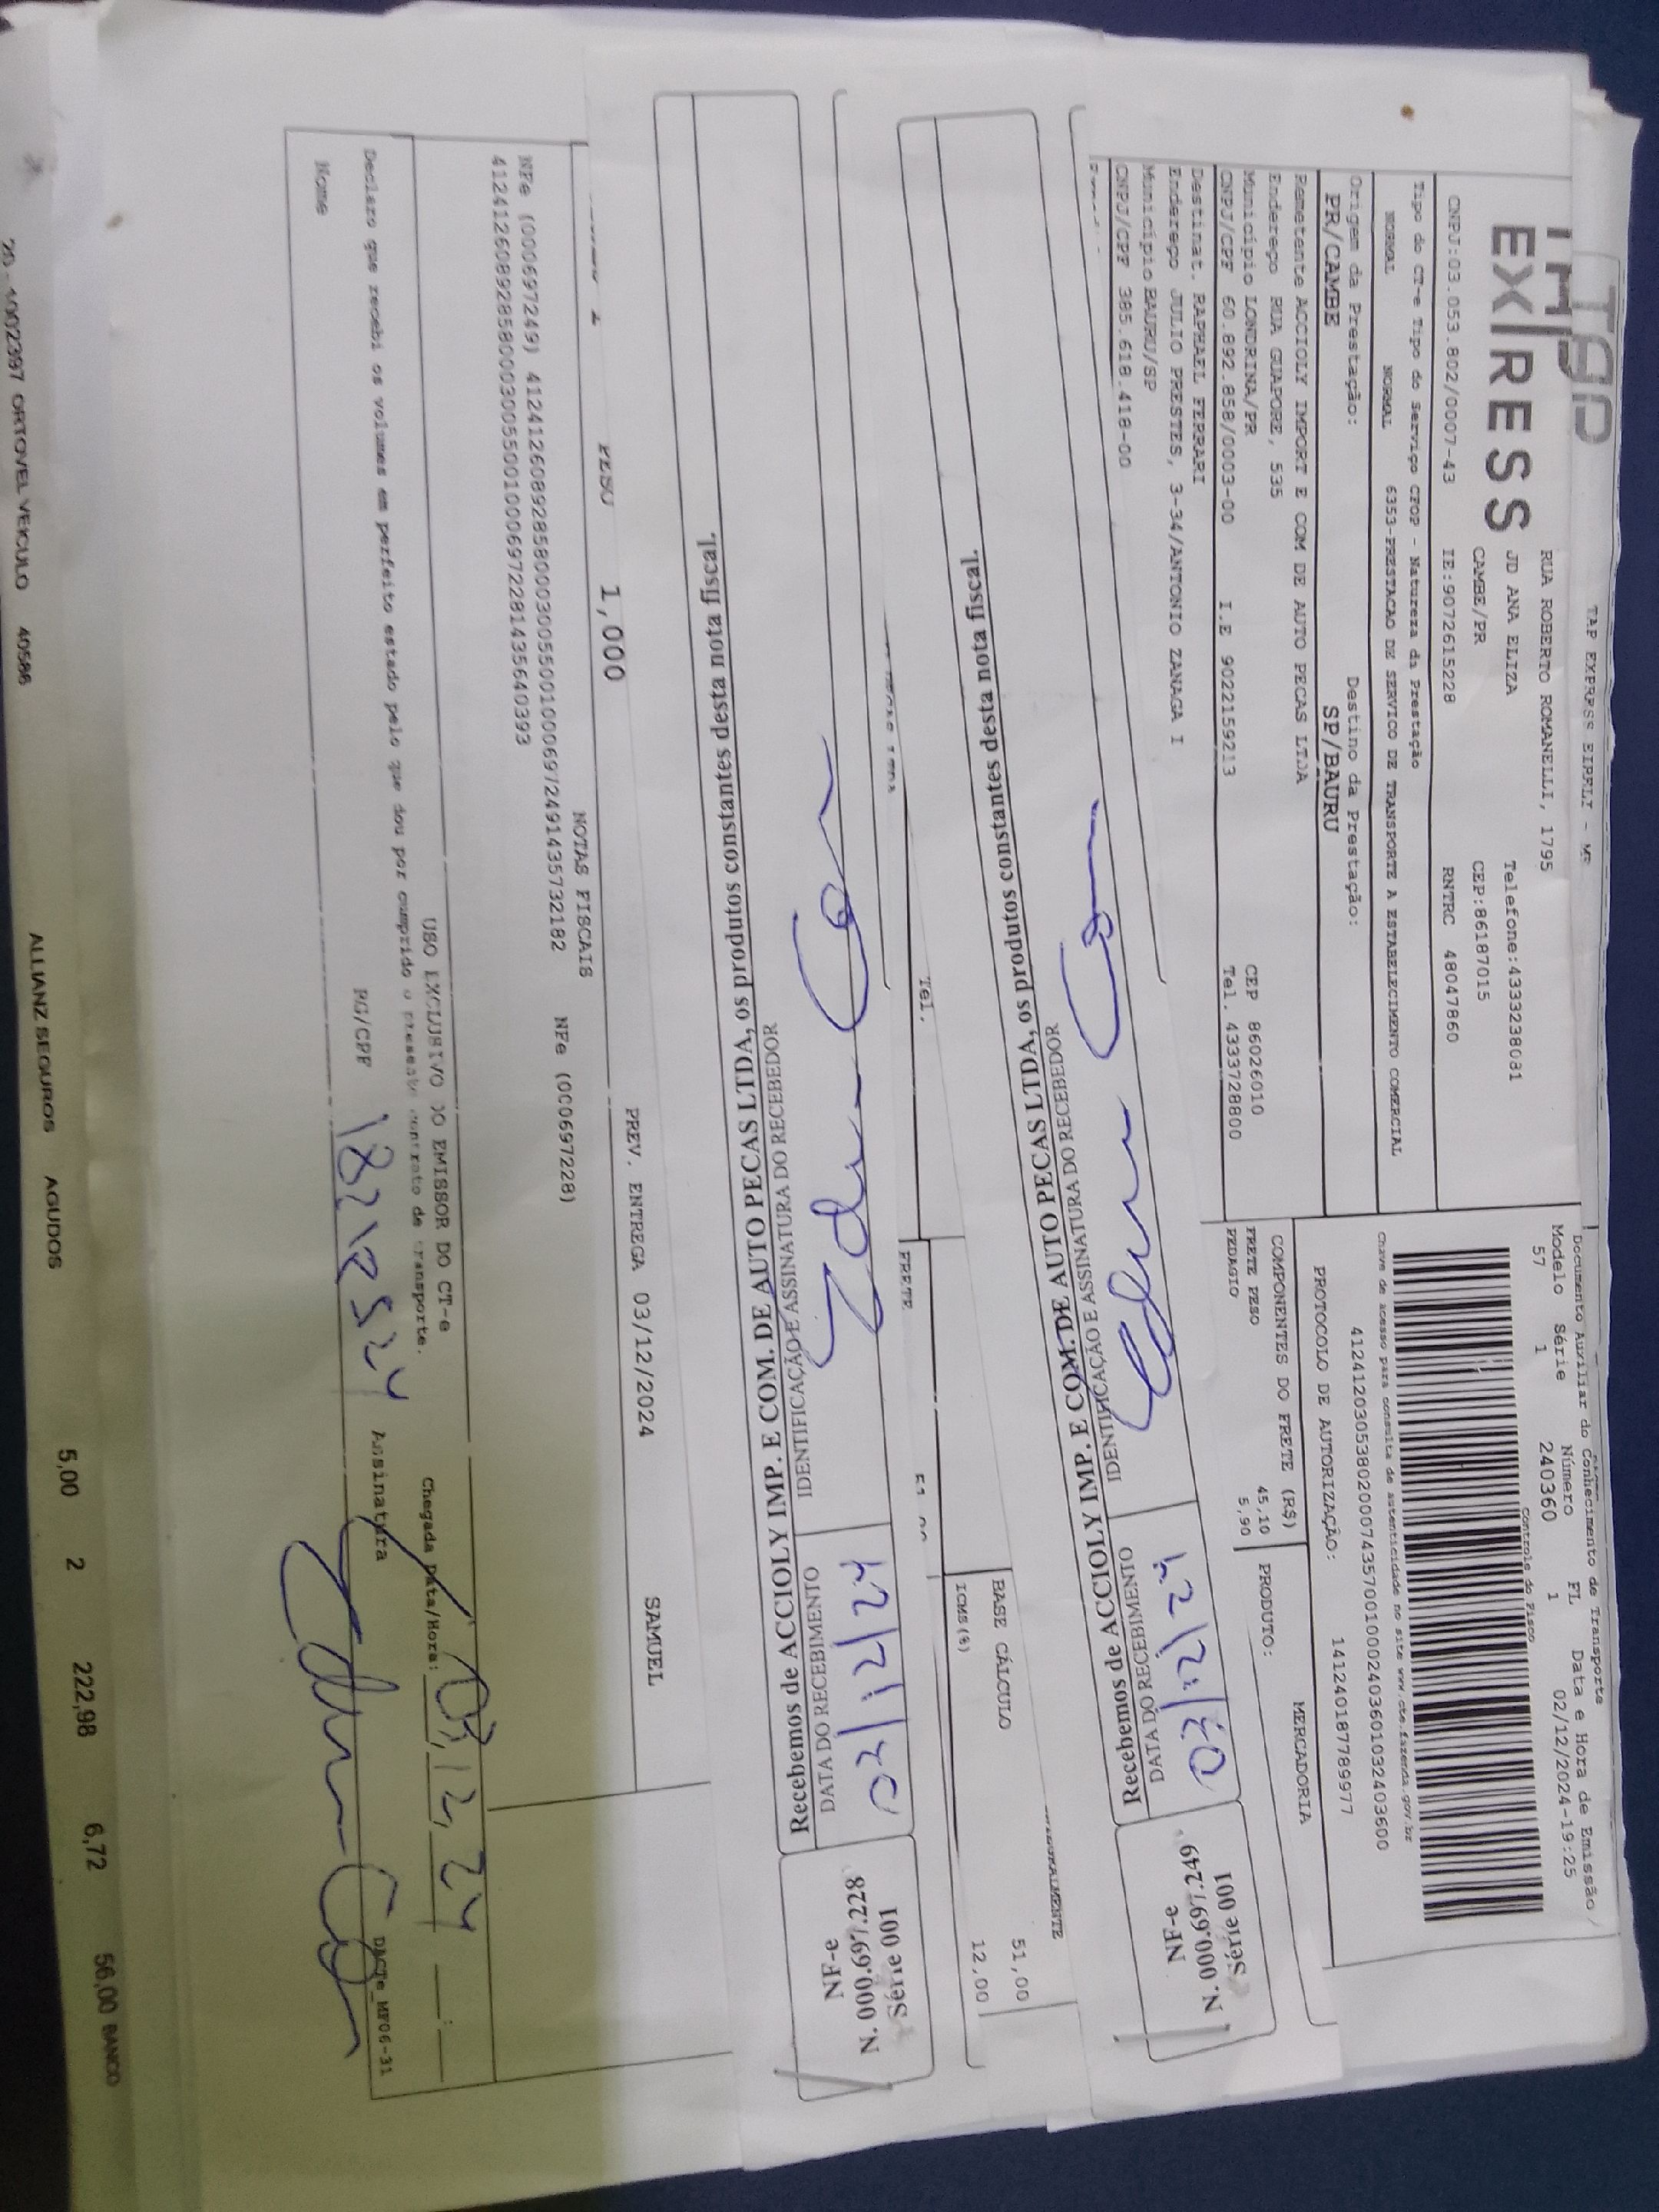 TAP
EX RESS
TAP EXPRESS EIRELI -
RUA ROBERTO ROMANELLI, 1795
JD ANA ELIZA Telefone:4333238081
CAMBE/PR CEP:86187015
CNPJ:03.053.802/0007-43 IE:9072615228 RNTRC 48047860
Documento Auxiliar do Conhecimento de Transporte
Modelo Série Número FL Data e Hora de Emissão
57 1 240360 1 02/12/2024-19:25
Controle do Fisco
Tipo do CT-e Tipo do Serviço CFOP - Natureza da Prestação
NORMAL NORMAL 6353-PRESTACAO DE SERVICO DE TRANSPORTE A ESTABELECIMENTO COMERCIAL
Chave de acesso para consulta de autenticidade no site www.cte.fazenda.gov.br
41241203053802000743570010002403601032403600
Origem da Prestação: Destino da Prestação:
PR/CAMBE SP/BAURU
PROTOCOLO DE AUTORIZAÇÃO: 141240187789977
Remetente ACCIOLY IMPORT E COM DE AUTO PECAS LTDA
Endereço RUA GUAPORE, 535
Município LONDRINA/PR CEP 86026010
CNPJ/CPF 60.892.858/0003-00 I.E 9022159213 Tel. 4333728800
COMPONENTES DO FRETE (R$) MERCADORIA
FRETE PESO 45,10 PRODUTO:
PEDAGIO 5,90
Destinat. RAPHAEL FERRARI
Endereço JULIO PRESTES, 3-34/ANTONIO ZANAGA I
Município BAURU/SP
CNPJ/CPF 385.618.418-00
Recebemos de ACCIOLY IMP. E COM. DE AUTO PECAS LTDA, os produtos constantes desta nota fiscal.
DATA DO RECEBIMENTO IDENTIFICAÇÃO E ASSINATURA DO RECEBEDOR
03/12/24
NF-e
N. 000.697.249
Série 001
Tel. FRETE
BASE CÁLCULO 51,00
ICMS(%) 12,00
Recebemos de ACCIOLY IMP. E COM. DE AUTO PECAS LTDA, os produtos constantes desta nota fiscal.
DATA DO RECEBIMENTO IDENTIFICAÇÃO E ASSINATURA DO RECEBEDOR
03/12/24
NF-e
N. 000.697.228
Série 001
PESO 1,000 PREV. ENTREGA 03/12/2024 SAMUEL
NOTAS FISCAIS
NFe (000697249) 41241260892858000300550010006972491435732182 NFe (000697228)
41241260892858000300550010006972281435640393
USO EXCLUSIVO DO EMISSOR DO CT-e
Declaro que recebi os volumes em perfeito estado pelo que dou por cumprido o presente contrato de transporte.
Chegada Data/Hora: 03/12/24
Nome RG/CPF Assinatura
DACTe_MF06-31
20 - 4002397 ORTOVEL VEICULO 40586 ALLIANZ SEGUROS AGUDOS 5,00 2 222,98 6,72 56,00 BANCO